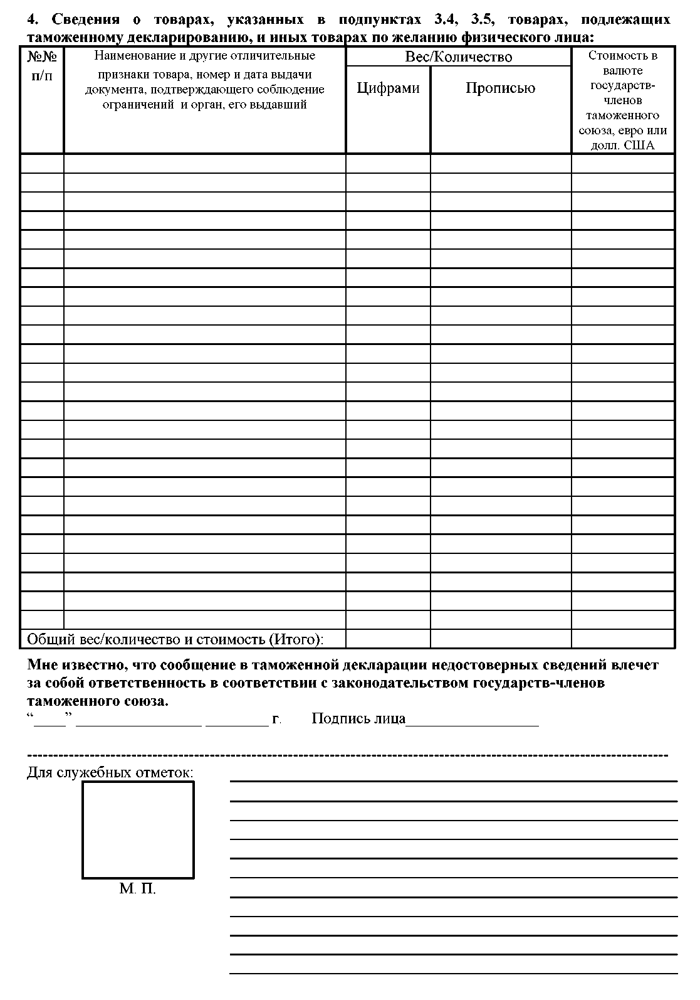 4. Сведения о товарах, указанных в подпунктах 3.4, 3.5, товарах, подлежащих
таможенному декларированию, и иных товарах по желанию физического лица:
№№
п/п
Наименование и другие отличительные
признаки товара, номер и дата выдачи
документа, подтверждающего соблюдение
ограничений и орган, его выдавший
Вес/Количество
Цифрами
Прописью
Стоимость в
валюте
государств-
членов
таможенного
союза, евро или
долл. США
Общий вес/количество и стоимость (Итого):
Мне известно, что сообщение в таможенной декларации недостоверных сведений влечет
за собой ответственность в соответствии с законодательством государств-членов
таможенного союза.
“____” ________________ ________ г. Подпись лица_________________
Для служебных отметок:
М. П.